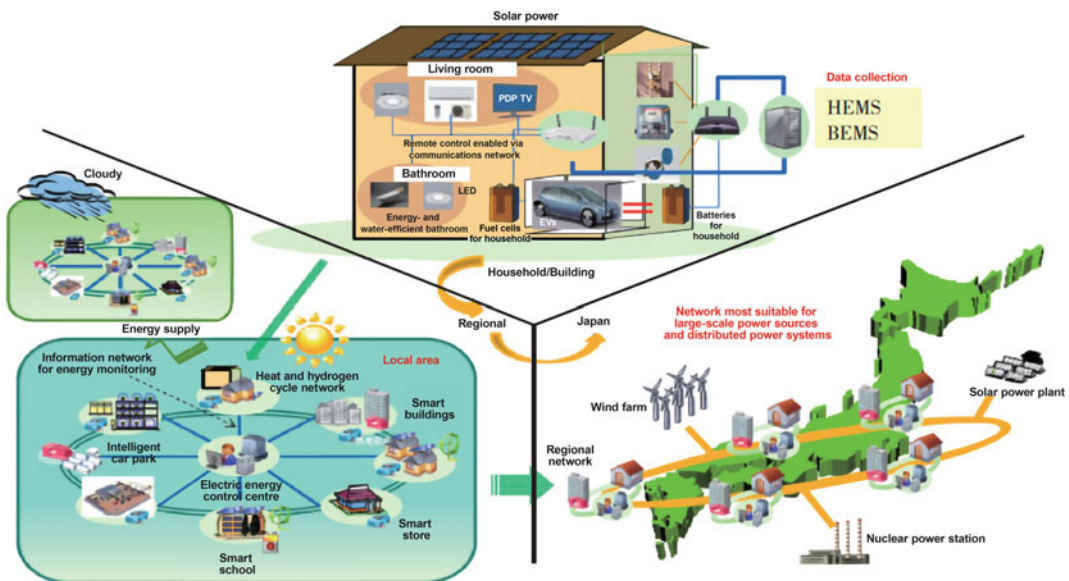 Solar power
Living room
PDP TV
Remote control enabled via
communications network
Bathroom
LED
Energy- and
water-efficient bathroom
Fuel cells
for household
EVs
Batteries
for
household
Data collection
HEMS
BEMS
Cloudy
Household/Building
Regional
Japan
Energy supply
Information network
for energy monitoring
Local area
Heat and hydrogen
cycle network
Smart
buildings
Intelligent
car park
Electric energy
control centre
Smart
store
Smart
school
Network most suitable for
large-scale power sources
and distributed power systems
Wind farm
Solar power plant
Regional
network
Nuclear power station